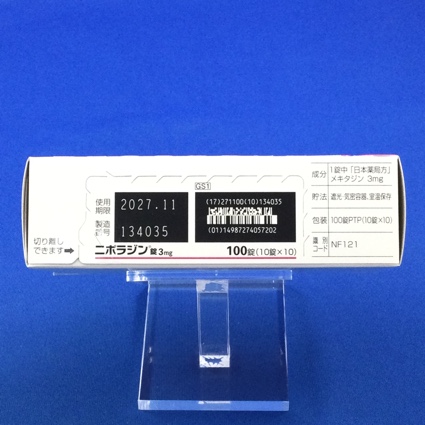 切り離し
できます→
使用
期限
2027.11
製造
番号
134035
ニポラジン錠3mg
GS1
(17)271100(10)134035
(01)14987274057202
100錠(10錠×10)
成分
1錠中「日本薬局方」
メキタジン 3mg
貯法
遮光・気密容器、室温保存
包装
100錠PTP(10錠×10)
識別
コード
NF121